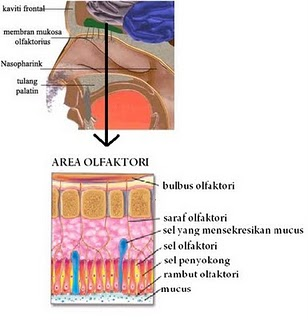 kaviti frontal
membran mukosa
olfaktorius
Nasopharink
tulang
palatin
AREA OLFAKTORI
bulbus olfaktori
saraf olfaktori
sel yang mensekresikan mucus
sel olfaktori
sel penyokong
rambut olfaktori
mucus